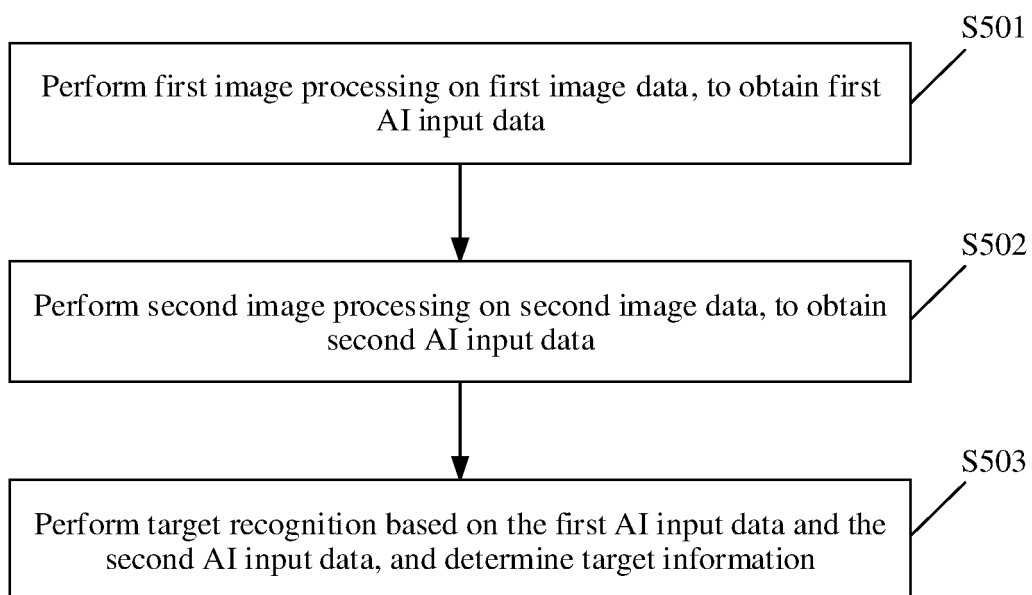 S501
Perform first image processing on first image data, to obtain first
AI input data
S502
Perform second image processing on second image data, to obtain
second AI input data
S503
Perform target recognition based on the first AI input data and the
second AI input data, and determine target information